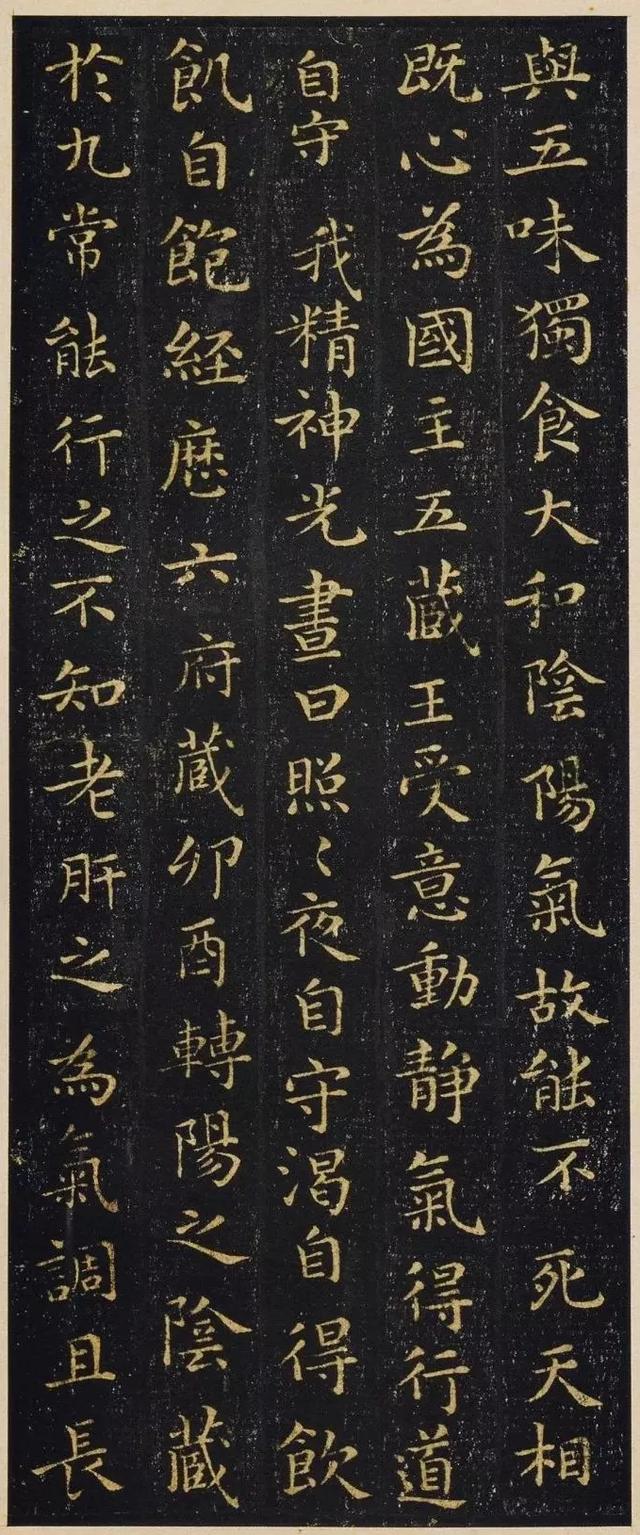 與五味獨食大和陰陽氣故能不死天相
既心為國主五藏王受意動靜氣得行道
自守我精神光晝日照〻夜自守渴自得飲
飢自飽經歷六府藏卯酉轉陽之陰藏
於九常能行之不知老肝之為氣調且長